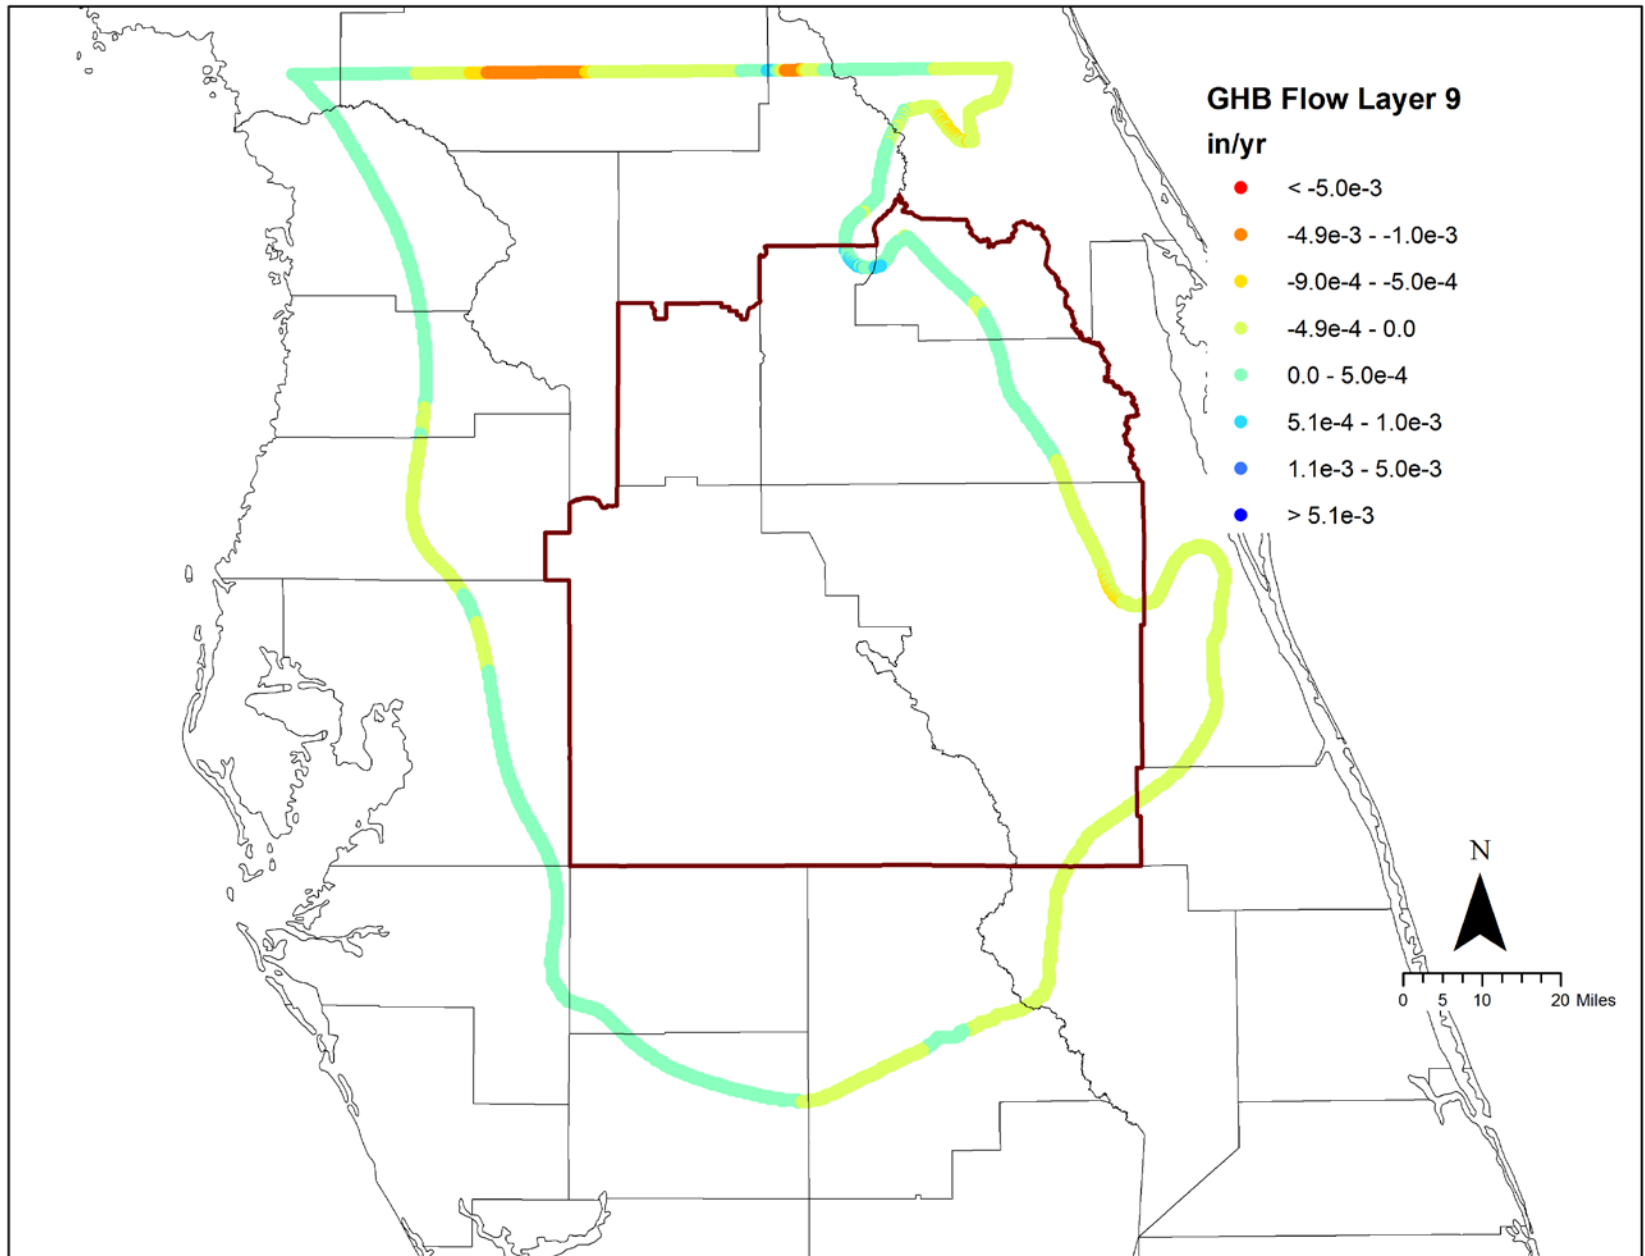 GHB Flow Layer 9
in/yr
< -5.0e-3
-4.9e-3 - -1.0e-3
-9.0e-4 - -5.0e-4
-4.9e-4 - 0.0
0.0 - 5.0e-4
5.1e-4 - 1.0e-3
1.1e-3 - 5.0e-3
> 5.1e-3
N
0 5 10 20 Miles